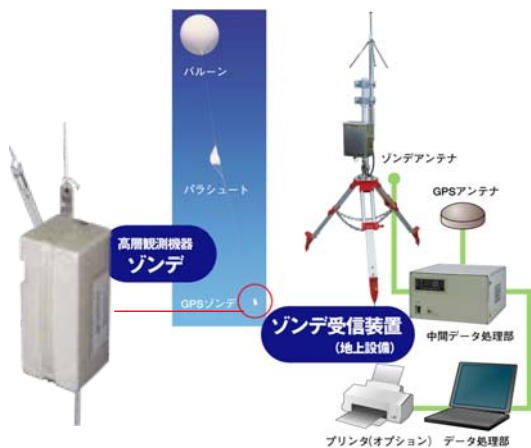 バルーン
パラシュート
高層観測機器
ゾンデ
GPSゾンデ
ゾンデ受信装置
(地上設備)
ゾンデアンテナ
GPSアンテナ
中間データ処理部
プリンタ(オプション)
データ処理部